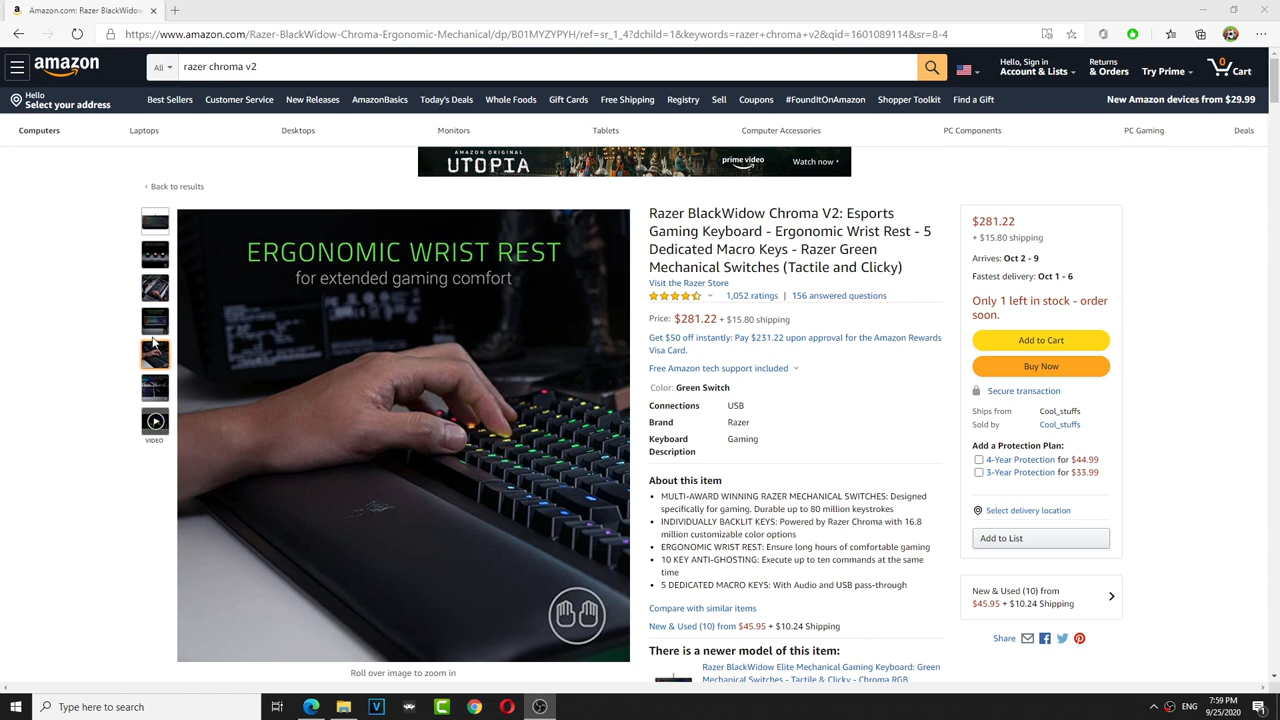 Amazon.com: Razer BlackWidow
https://www.amazon.com/Razer-BlackWidow-Chroma-Ergonomic-Mechanical/dp/B01MYZYPYH/ref=sr_1_4?dchild=1&keywords=razer+chroma+v2&qid=1601089114&sr=8-4
amazon
All
razer chroma v2
Hello, Sign in
Account & Lists
Returns
& Orders
Try Prime
0
Cart
Hello
Select your address
Best Sellers
Customer Service
New Releases
AmazonBasics
Today's Deals
Whole Foods
Gift Cards
Free Shipping
Registry
Sell
Coupons
#FoundItOnAmazon
Shopper Toolkit
Find a Gift
New Amazon devices from $29.99
Computers
Laptops
Desktops
Monitors
Tablets
Computer Accessories
PC Components
PC Gaming
Deals
AMAZON ORIGINAL
UTOPIA
prime video
Watch now
‹ Back to results
VIDEO
ERGONOMIC WRIST REST
for extended gaming comfort
Roll over image to zoom in
Razer BlackWidow Chroma V2: Esports
Gaming Keyboard - Ergonomic Wrist Rest - 5
Dedicated Macro Keys - Razer Green
Mechanical Switches (Tactile and Clicky)
Visit the Razer Store
1,052 ratings | 156 answered questions
Price: $281.22 + $15.80 shipping
Get $50 off instantly: Pay $231.22 upon approval for the Amazon Rewards
Visa Card.
Free Amazon tech support included
Color: Green Switch
Connections USB
Brand Razer
Keyboard Gaming
Description
About this item
• MULTI-AWARD WINNING RAZER MECHANICAL SWITCHES: Designed
specifically for gaming. Durable up to 80 million keystrokes
• INDIVIDUALLY BACKLIT KEYS: Powered by Razer Chroma with 16.8
million customizable color options
• ERGONOMIC WRIST REST: Ensure long hours of comfortable gaming
• 10 KEY ANTI-GHOSTING: Execute up to ten commands at the same
time
• 5 DEDICATED MACRO KEYS: With Audio and USB pass-through
Compare with similar items
New & Used (10) from $45.95 + $10.24 Shipping
There is a newer model of this item:
Razer BlackWidow Elite Mechanical Gaming Keyboard: Green
Mechanical Switches - Tactile & Clicky - Chroma RGB
$281.22
+ $15.80 shipping
Arrives: Oct 2 - 9
Fastest delivery: Oct 1 - 6
Only 1 left in stock - order
soon.
Add to Cart
Buy Now
Secure transaction
Ships from Cool_stuffs
Sold by Cool_stuffs
Add a Protection Plan:
4-Year Protection for $44.99
3-Year Protection for $33.99
Select delivery location
Add to List
New & Used (10) from
$45.95 + $10.24 Shipping
Share
Type here to search
ENG
7:59 PM
9/25/2020
1